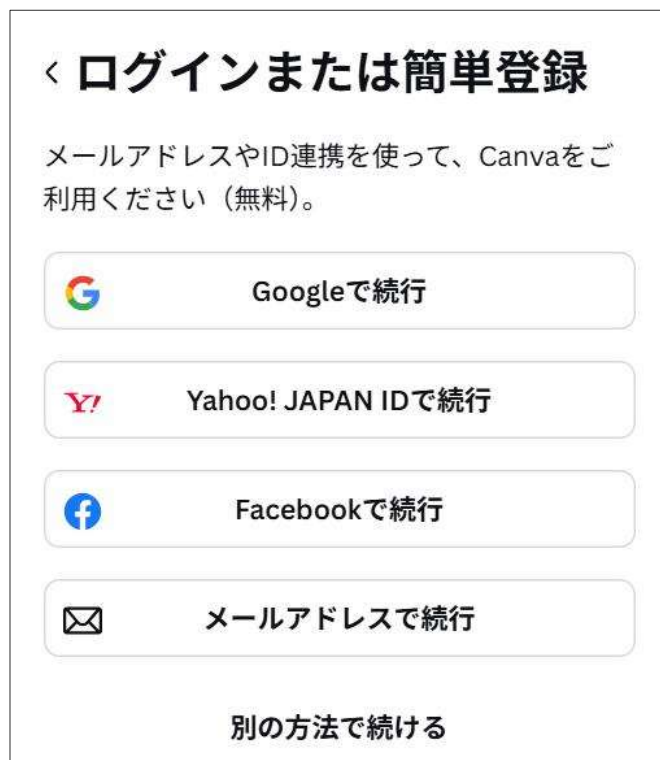 ログインまたは簡単登録
メールアドレスやID連携を使って、Canvaをご
利用ください（無料）。
Googleで続行
Yahoo! JAPAN IDで続行
Facebookで続行
メールアドレスで続行
別の方法で続ける